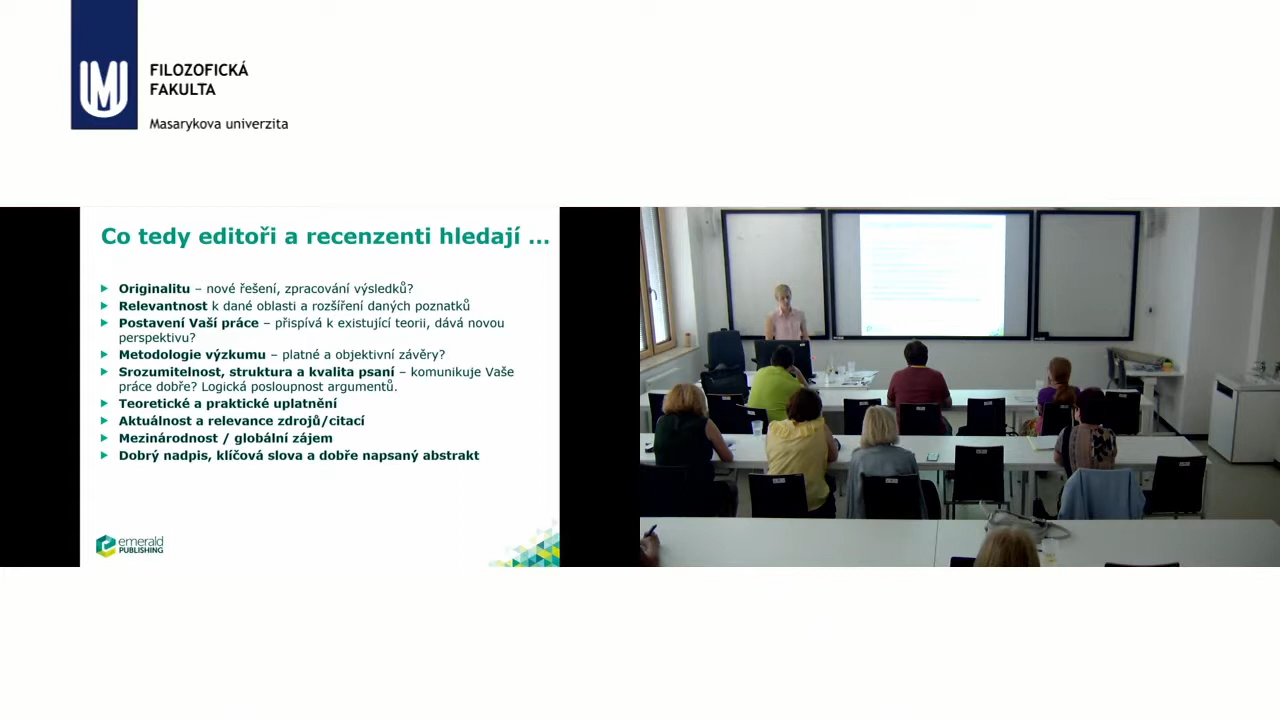 FILOZOFICKÁ
FAKULTA
Masarykova univerzita
Co tedy editoři a recenzenti hledají ...
Originalitu – nové řešení, zpracování výsledků?
Relevantnost k dané oblasti a rozšíření daných poznatků
Postavení Vaší práce – přispívá k existující teorii, dává novou
perspektivu?
Metodologie výzkumu – platné a objektivní závěry?
Srozumitelnost, struktura a kvalita psaní – komunikuje Vaše
práce dobře? Logická posloupnost argumentů.
Teoretické a praktické uplatnění
Aktuálnost a relevance zdrojů/citací
Mezinárodnost / globální zájem
Dobrý nadpis, klíčová slova a dobře napsaný abstrakt
emerald
PUBLISHING